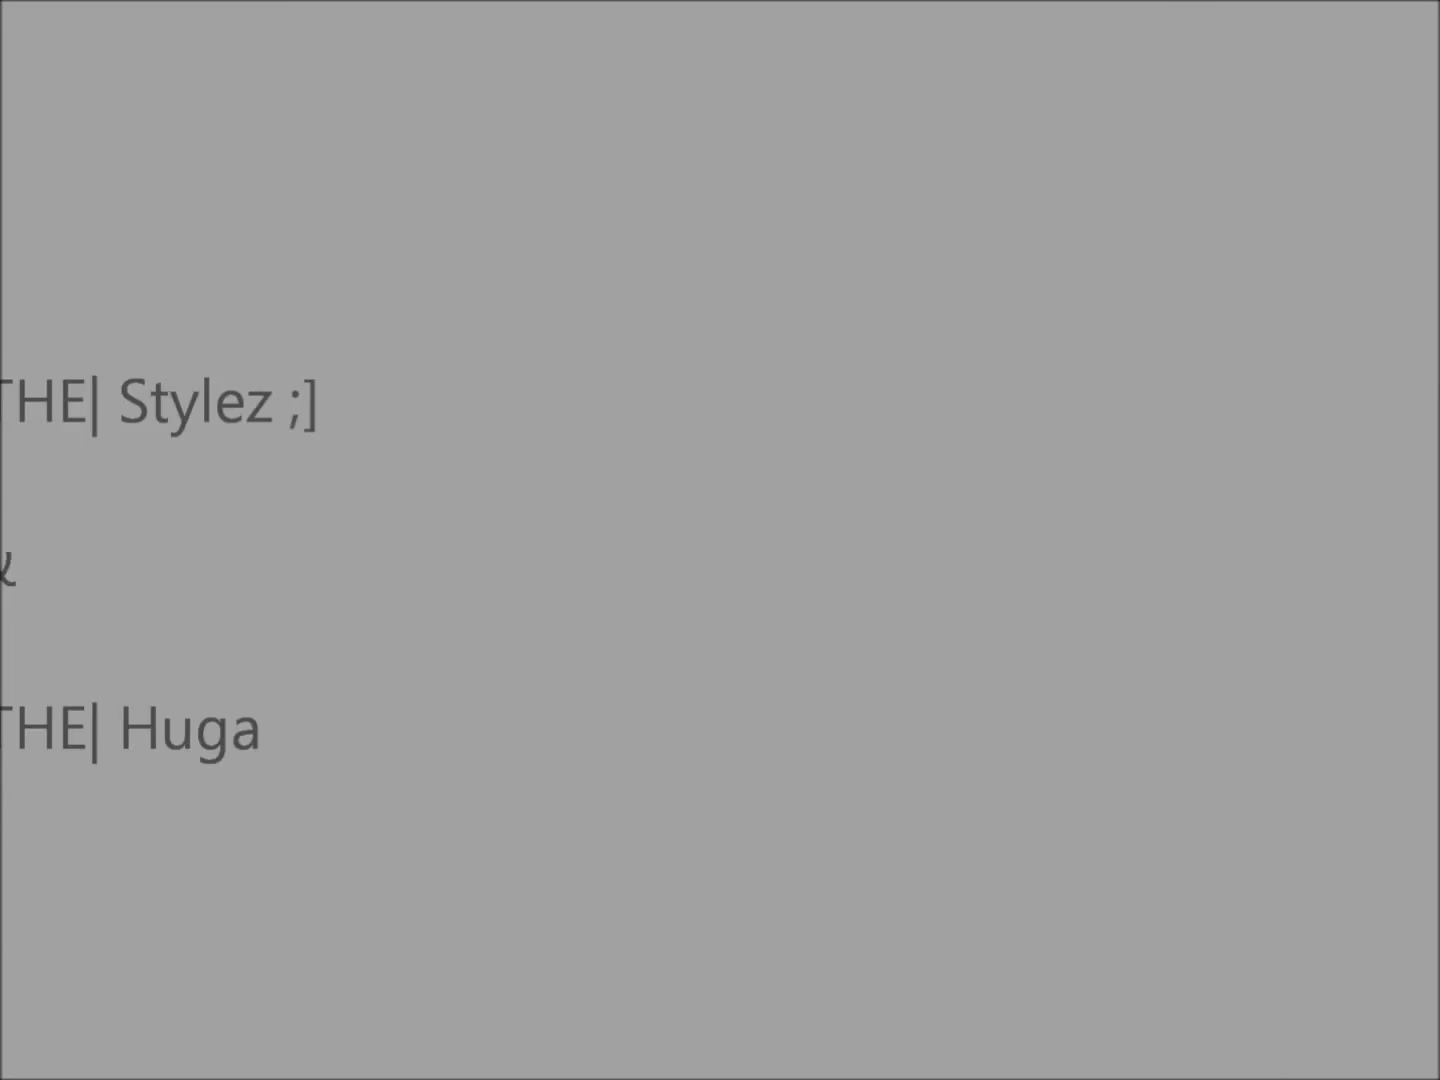 THE| Stylez ;]
&
THE| Huga